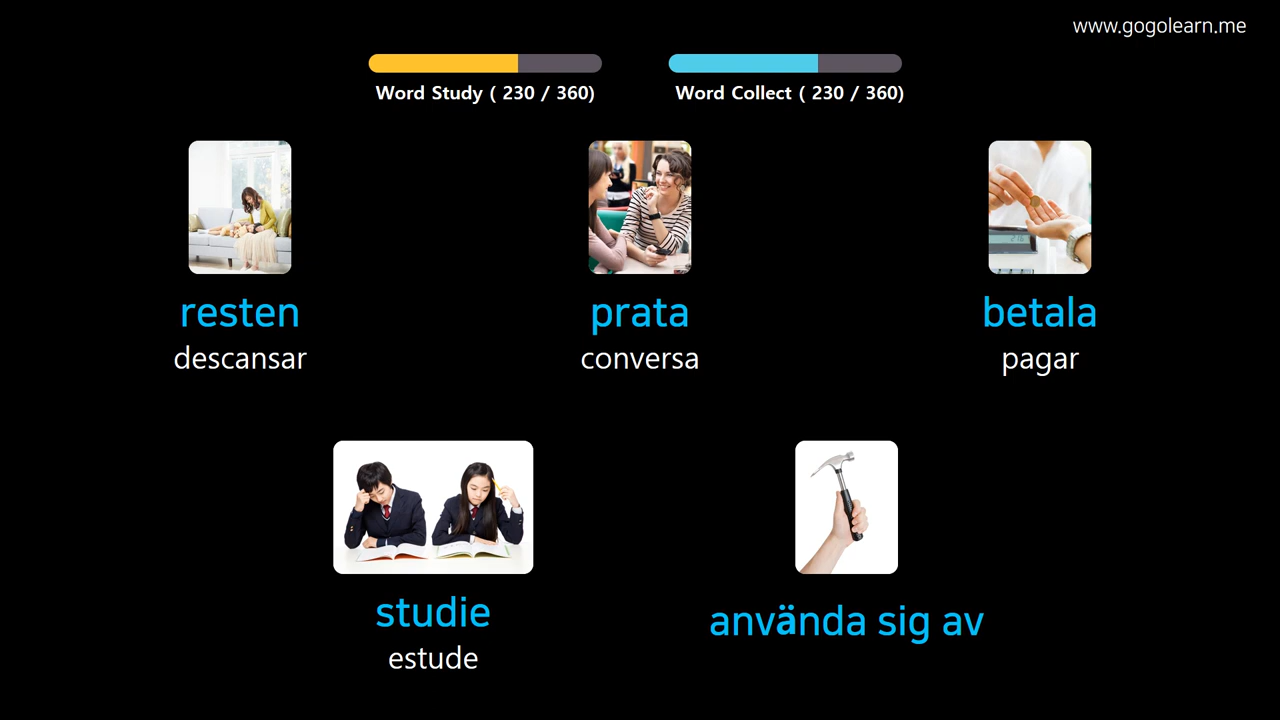 www.gogolearn.me
Word Study ( 230 / 360)
Word Collect ( 230 / 360)
resten
descansar
prata
conversa
betala
pagar
studie
estude
använda sig av